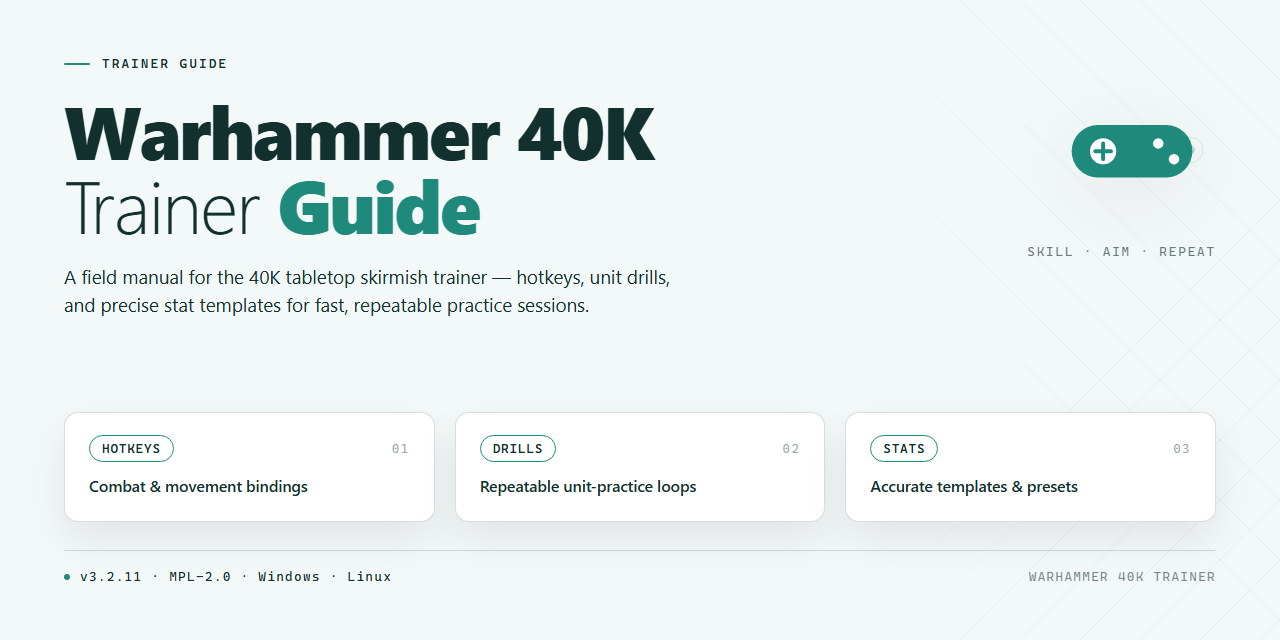 TRAINER GUIDE
Warhammer 40K
Trainer Guide
A field manual for the 40K tabletop skirmish trainer — hotkeys, unit drills,
and precise stat templates for fast, repeatable practice sessions.
SKILL · AIM · REPEAT
HOTKEYS 01
Combat & movement bindings
DRILLS 02
Repeatable unit-practice loops
STATS 03
Accurate templates & presets
v3.2.11 · MPL-2.0 · Windows · Linux
WARHAMMER 40K TRAINER